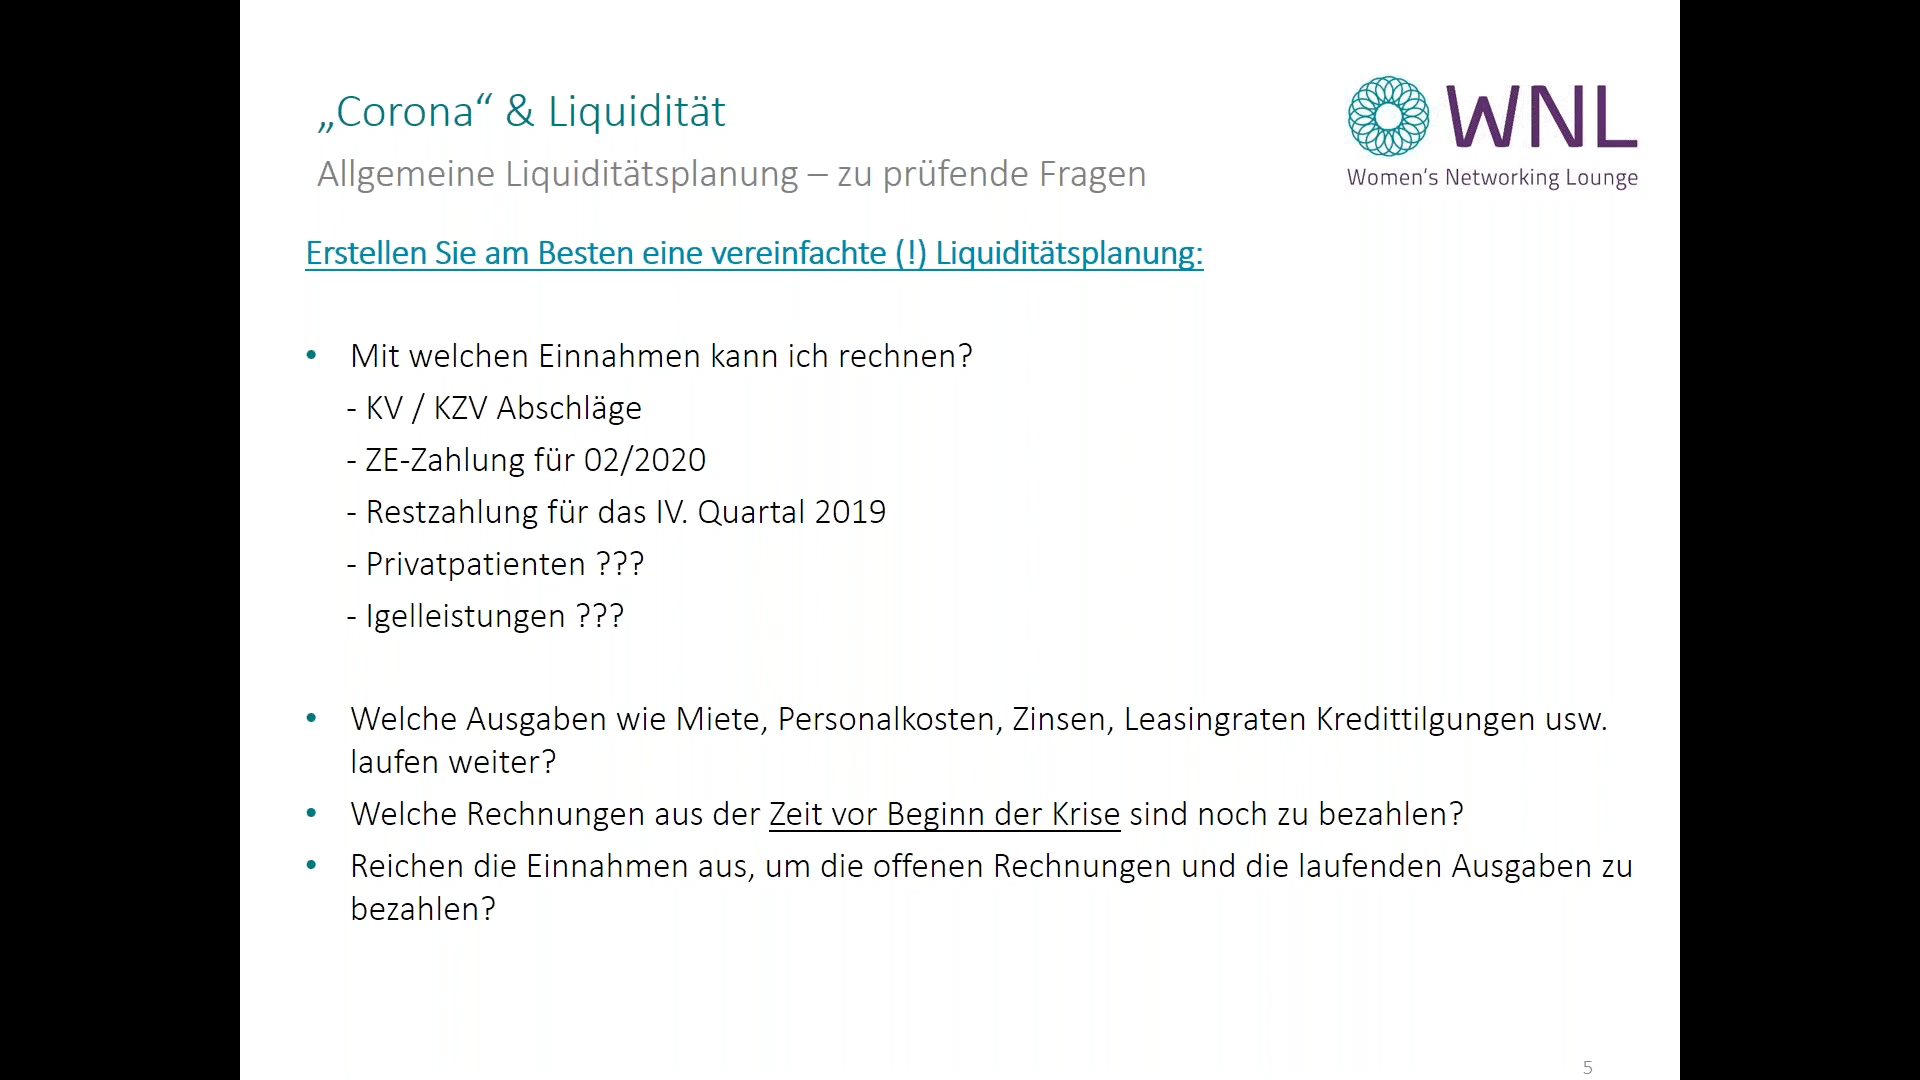 „Corona“ & Liquidität
WNL
Women‘s Networking Lounge
Allgemeine Liquiditätsplanung – zu prüfende Fragen
Erstellen Sie am Besten eine vereinfachte (!) Liquiditätsplanung:
• Mit welchen Einnahmen kann ich rechnen?
- KV / KZV Abschläge
- ZE-Zahlung für 02/2020
- Restzahlung für das IV. Quartal 2019
- Privatpatienten ???
- Igelleistungen ???
• Welche Ausgaben wie Miete, Personalkosten, Zinsen, Leasingraten Kredittilgungen usw.
laufen weiter?
• Welche Rechnungen aus der Zeit vor Beginn der Krise sind noch zu bezahlen?
• Reichen die Einnahmen aus, um die offenen Rechnungen und die laufenden Ausgaben zu
bezahlen?
5